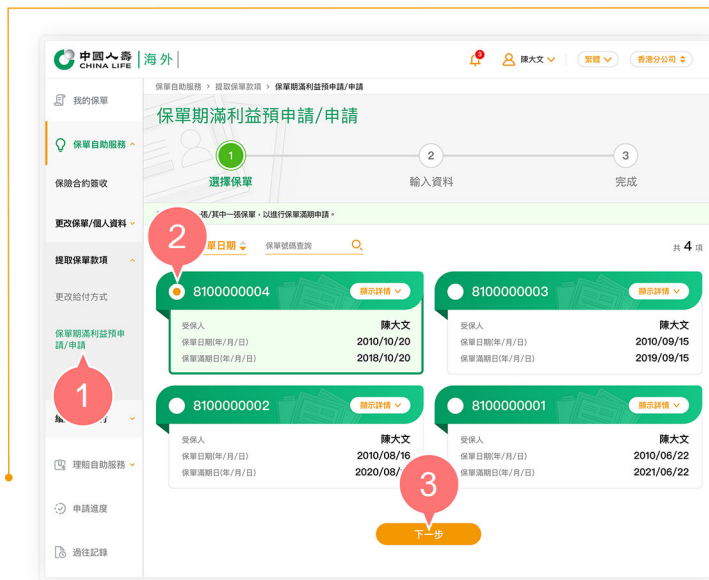 中國人壽
CHINA LIFE
海外
3
陳大文
繁體
香港分公司
我的保單
保單自助服務
保險合約簽收
更改保單/個人資料
提取保單款項
更改給付方式
保單期滿利益預申
請/申請
1
理賠自助服務
申請進度
過往記錄
保單自助服務 > 提取保單款項 > 保單期滿利益預申請/申請
保單期滿利益預申請/申請
1
2
3
選擇保單
輸入資料
完成
張/其中一張保單,以進行保單滿期申請。
2
單日期
保單號碼查詢
共 4 項
8100000004
顯示詳情
受保人
陳大文
保單日期(年/月/日)
2010/10/20
保單滿期日(年/月/日)
2018/10/20
8100000003
顯示詳情
受保人
陳大文
保單日期(年/月/日)
2010/09/15
保單滿期日(年/月/日)
2019/09/15
8100000002
顯示詳情
受保人
陳大文
保單日期(年/月/日)
2010/08/16
保單滿期日(年/月/日)
2020/08/
8100000001
顯示詳情
受保人
陳大文
保單日期(年/月/日)
2010/06/22
保單滿期日(年/月/日)
2021/06/22
3
下一步